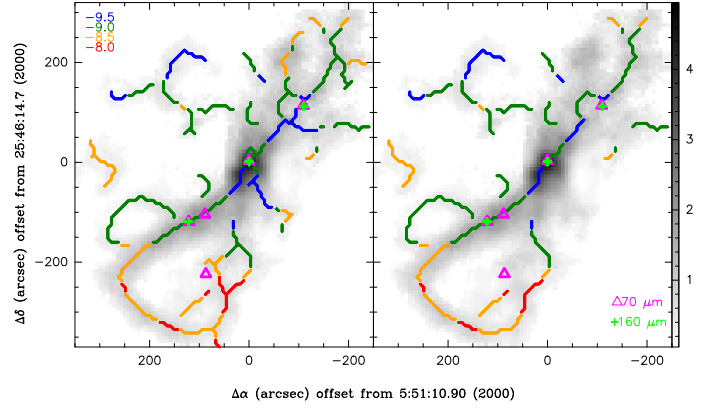 −9.5
−9.0
−8.5
−8.0
200
0
−200
Δδ (arcsec) offset from 25:46:14.7 (2000)
4
3
2
1
△70 μm
+160 μm
200 0 −200 200 0 −200
Δα (arcsec) offset from 5:51:10.90 (2000)